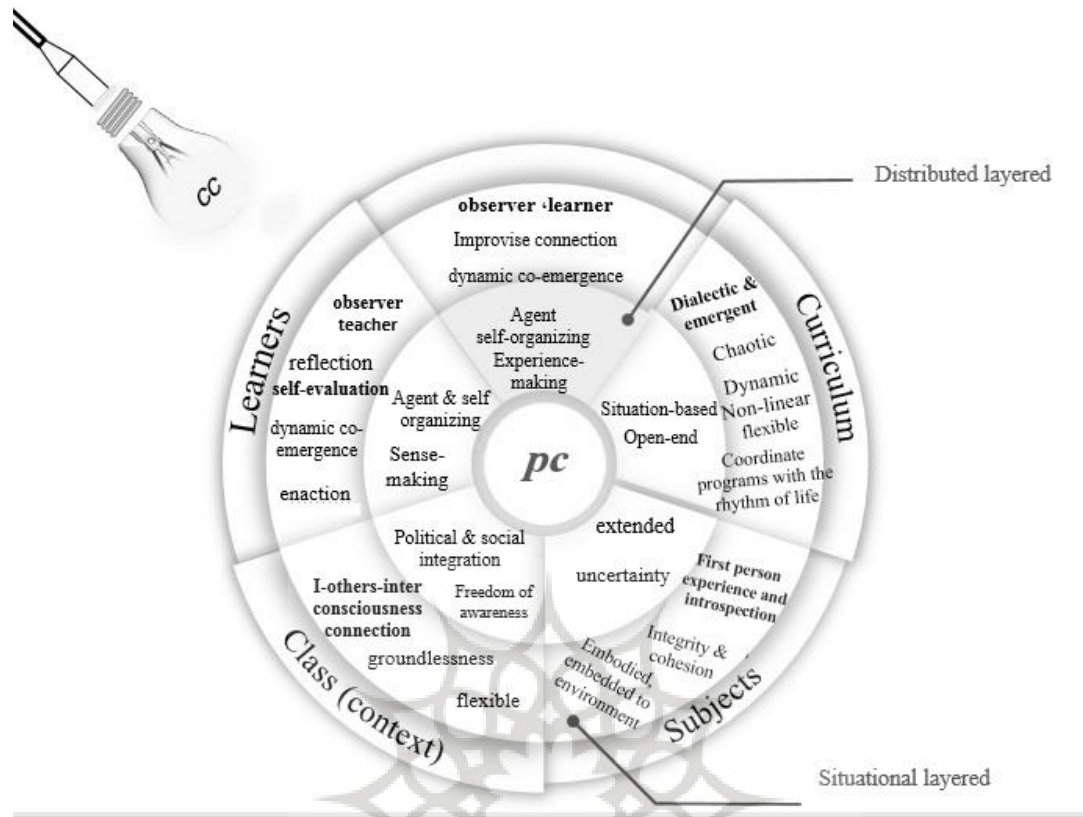 cc
Distributed layered
observer ، learner
Improvise connection
dynamic co-emergence
Agent
self-organizing
Experience-
making
Learners
observer
teacher
reflection
self-evaluation
dynamic co-
emergence
enaction
Agent & self
organizing
Sense-
making
Curriculum
Dialectic &
emergent
Chaotic
Dynamic
Non-linear
flexible
Coordinate
programs with the
rhythm of life
Situation-based
Open-end
pc
Political & social
integration
Freedom of
awareness
I-others-inter
consciousness
connection
groundlessness
flexible
Class (context)
extended
uncertainty
First person
experience and
introspection
Integrity &
cohesion
Embodied,
embedded to
environment
Subjects
Situational layered